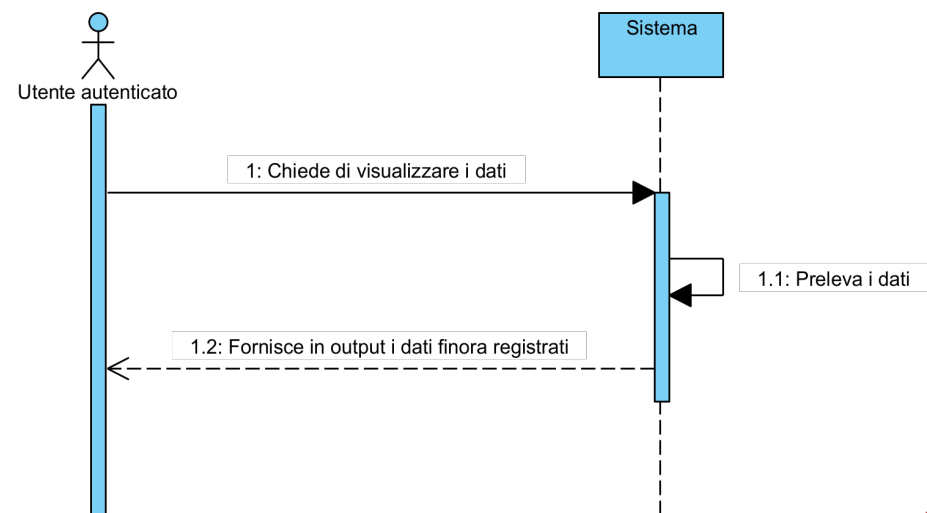 Sistema
Utente autenticato
1: Chiede di visualizzare i dati
1.1: Preleva i dati
1.2: Fornisce in output i dati finora registrati